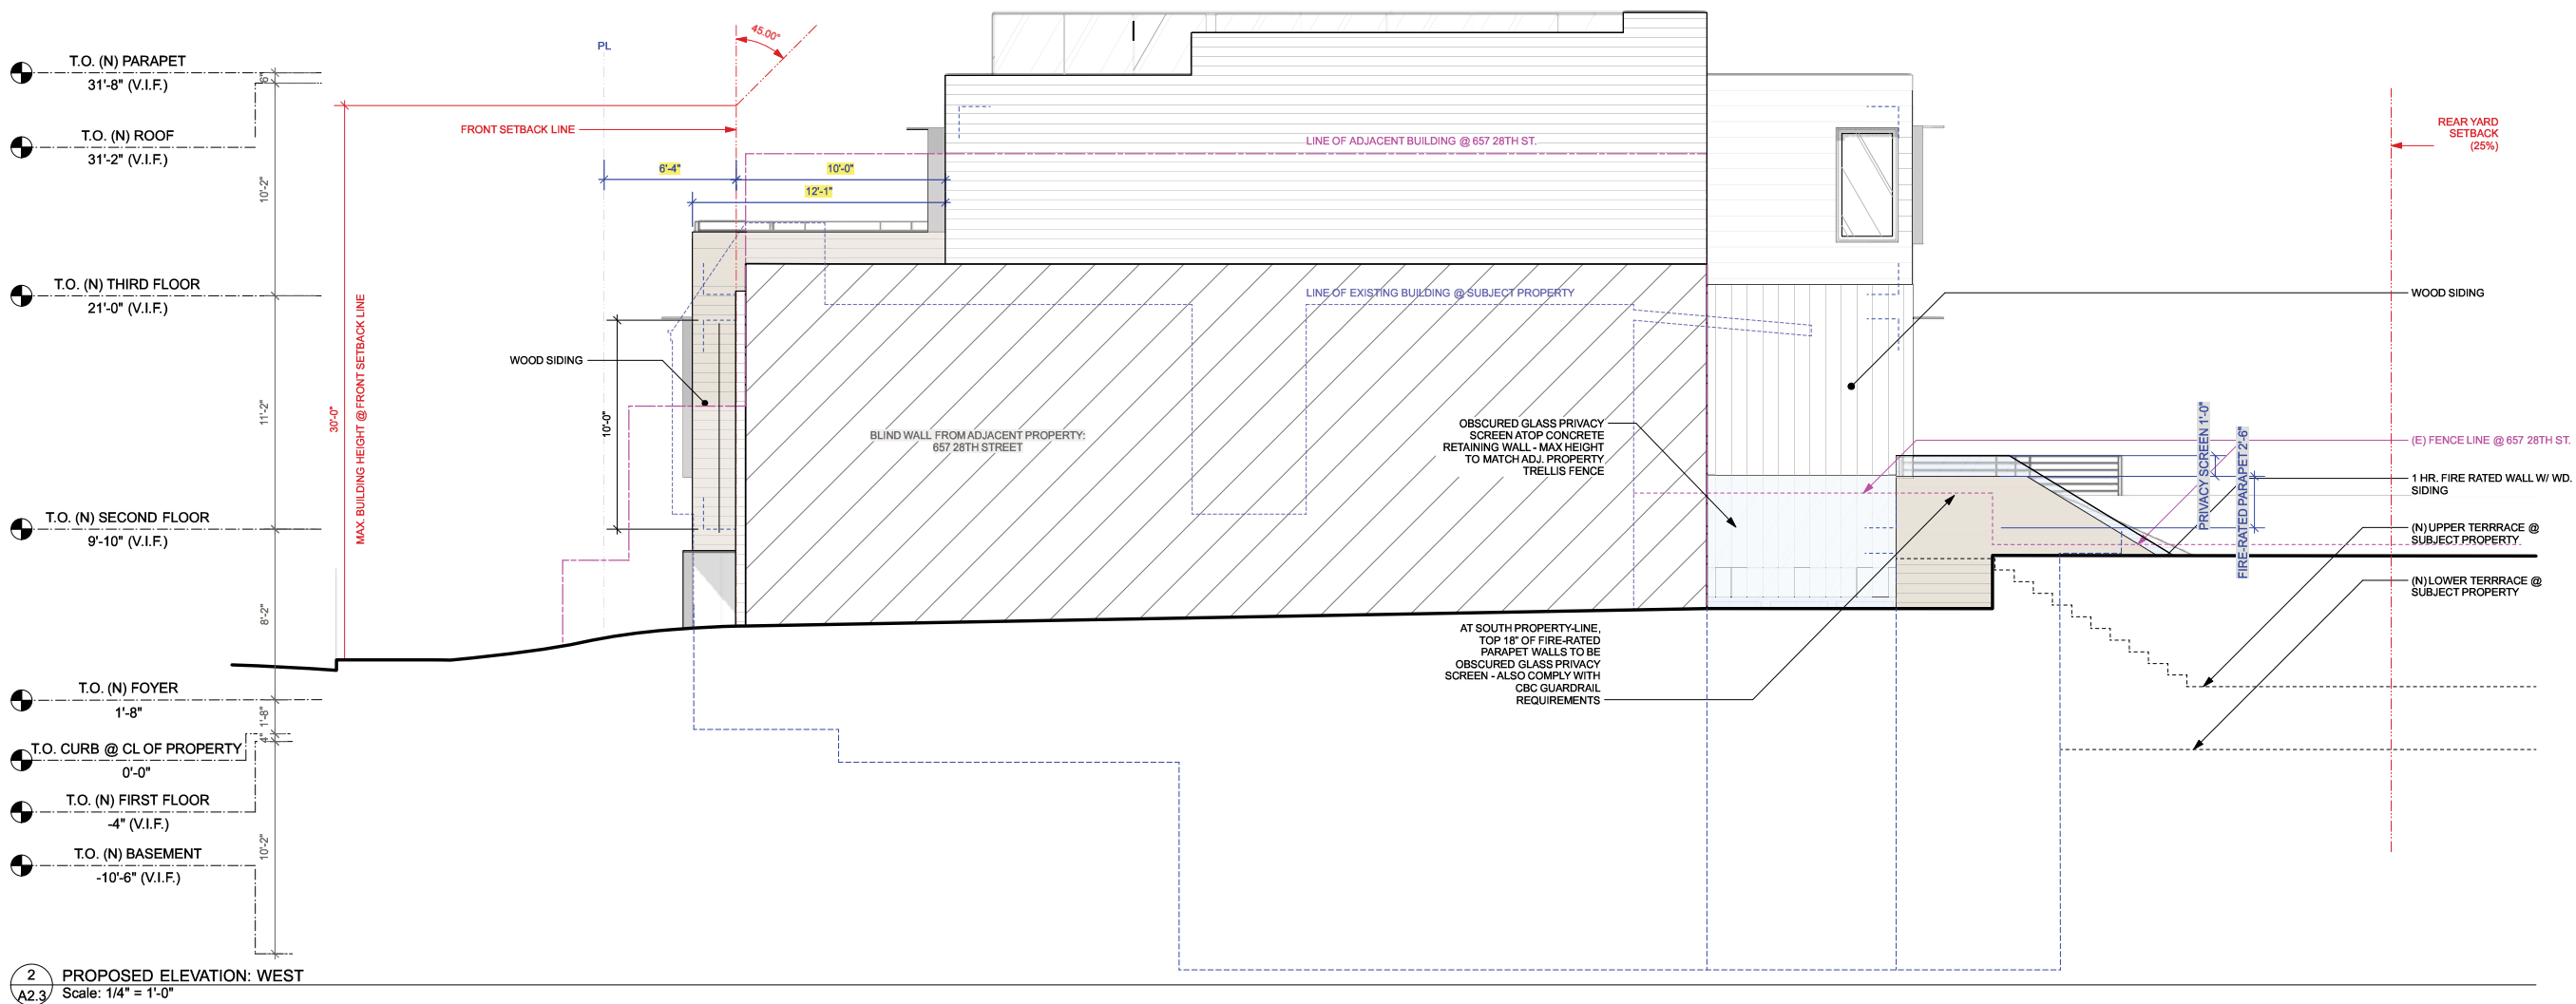 T.O. (N) PARAPET
31'-8" (V.I.F.)
T.O. (N) ROOF
31'-2" (V.I.F.)
T.O. (N) THIRD FLOOR
21'-0" (V.I.F.)
T.O. (N) SECOND FLOOR
9'-10" (V.I.F.)
T.O. (N) FOYER
1'-8"
T.O. CURB @ CL OF PROPERTY
0'-0"
T.O. (N) FIRST FLOOR
-4" (V.I.F.)
T.O. (N) BASEMENT
-10'-6" (V.I.F.)
6"
10'-2"
11'-2"
8'-2"
1'-8"
4"
10'-2"
30'-0"
MAX. BUILDING HEIGHT @ FRONT SETBACK LINE
PL
45.00°
FRONT SETBACK LINE
6'-4"
10'-0"
12'-1"
WOOD SIDING
10'-0"
LINE OF ADJACENT BUILDING @ 657 28TH ST.
LINE OF EXISTING BUILDING @ SUBJECT PROPERTY
BLIND WALL FROM ADJACENT PROPERTY:
657 28TH STREET
OBSCURED GLASS PRIVACY
SCREEN ATOP CONCRETE
RETAINING WALL - MAX HEIGHT
TO MATCH ADJ. PROPERTY
TRELLIS FENCE
AT SOUTH PROPERTY-LINE,
TOP 18" OF FIRE-RATED
PARAPET WALLS TO BE
OBSCURED GLASS PRIVACY
SCREEN - ALSO COMPLY WITH
CBC GUARDRAIL
REQUIREMENTS
REAR YARD
SETBACK
(25%)
WOOD SIDING
PRIVACY SCREEN 1'-0"
FIRE-RATED PARAPET 2'-6"
(E) FENCE LINE @ 657 28TH ST.
1 HR. FIRE RATED WALL W/ WD.
SIDING
(N) UPPER TERRRACE @
SUBJECT PROPERTY
(N) LOWER TERRRACE @
SUBJECT PROPERTY
2
A2.3
PROPOSED ELEVATION: WEST
Scale: 1/4" = 1'-0"